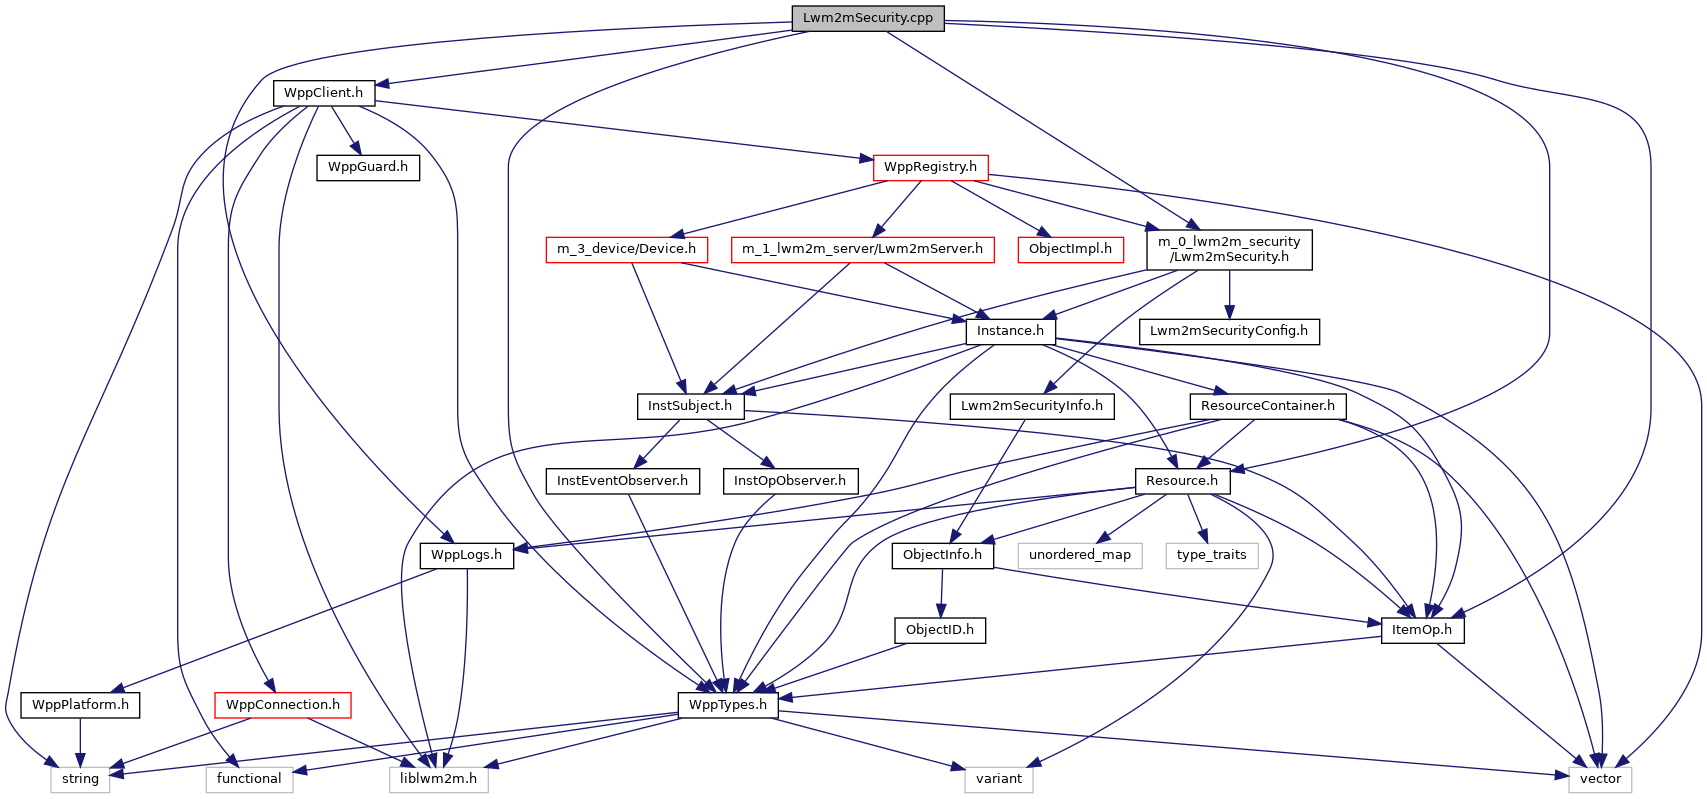 Lwm2mSecurity.cpp
WppClient.h
WppGuard.h
WppRegistry.h
m_3_device/Device.h
m_1_lwm2m_server/Lwm2mServer.h
ObjectImpl.h
m_0_lwm2m_security
/Lwm2mSecurity.h
Instance.h
Lwm2mSecurityConfig.h
InstSubject.h
Lwm2mSecurityInfo.h
ResourceContainer.h
InstEventObserver.h
InstOpObserver.h
Resource.h
WppLogs.h
ObjectInfo.h
unordered_map
type_traits
ObjectID.h
ItemOp.h
WppPlatform.h
WppConnection.h
WppTypes.h
string
functional
liblwm2m.h
variant
vector